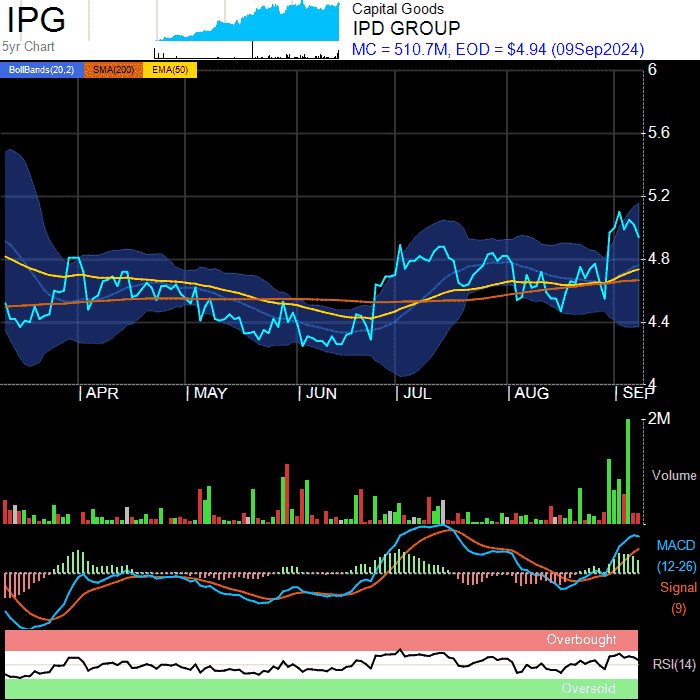 IPG
5yr Chart
Capital Goods
IPD GROUP
MC = 510.7M, EOD = $4.94 (09Sep2024)
BollBands(20,2) SMA(200) EMA(50)
6
5.6
5.2
4.8
4.4
4
APR MAY JUN JUL AUG SEP
2M
Volume
MACD
(12-26)
Signal
(9)
Overbought
RSI(14)
Oversold